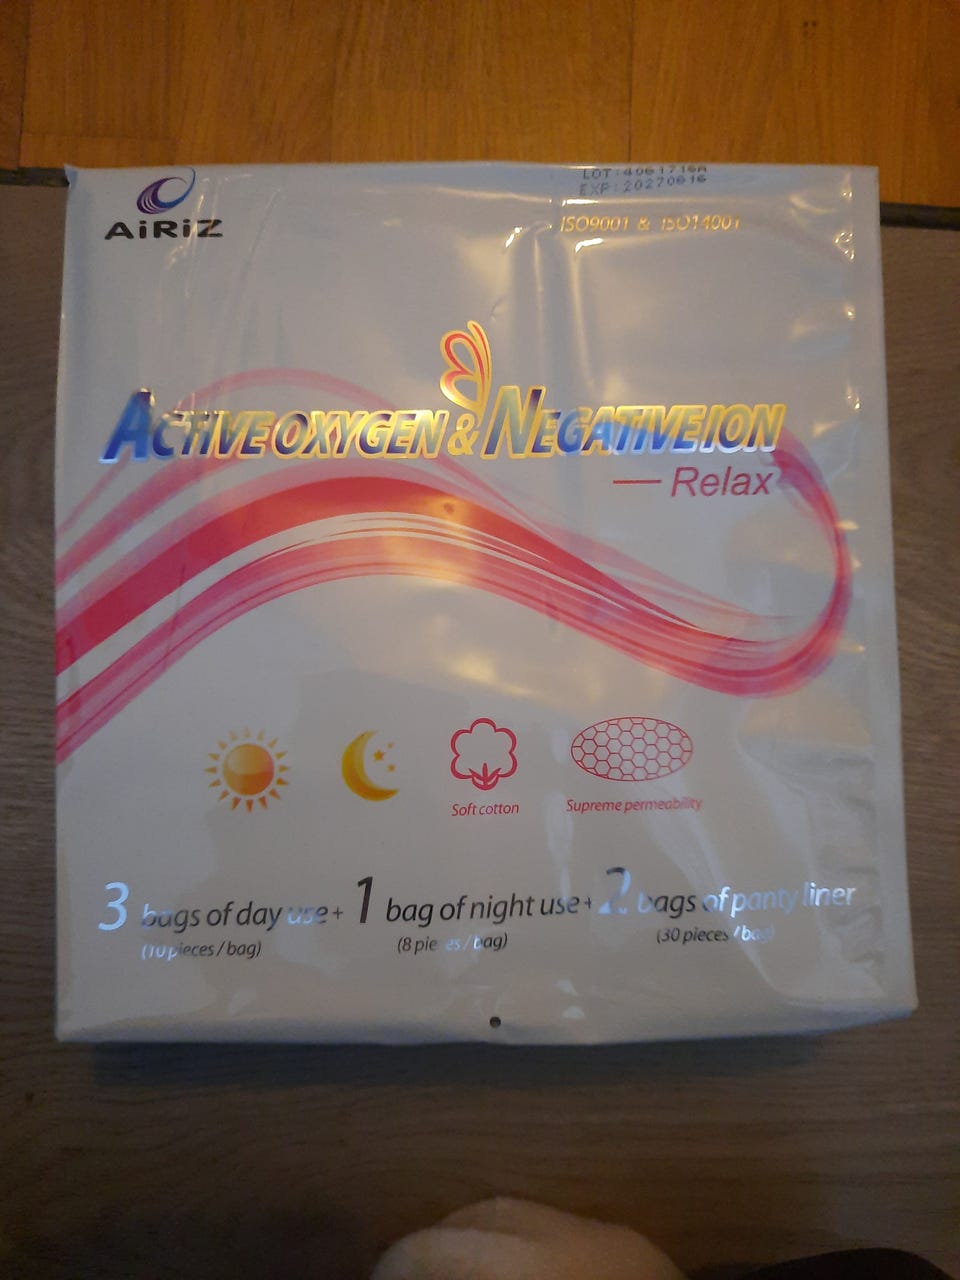 AiRiZ
LOT:4061716A
EXP:20270616
ISO9001 & ISO14001
ACTIVE OXYGEN & NEGATIVE ION
— Relax
Soft cotton
Supreme permeability
3 bags of day use + 1 bag of night use + 2 bags of panty liner
(10 pieces / bag) (8 pieces / bag) (30 pieces / bag)